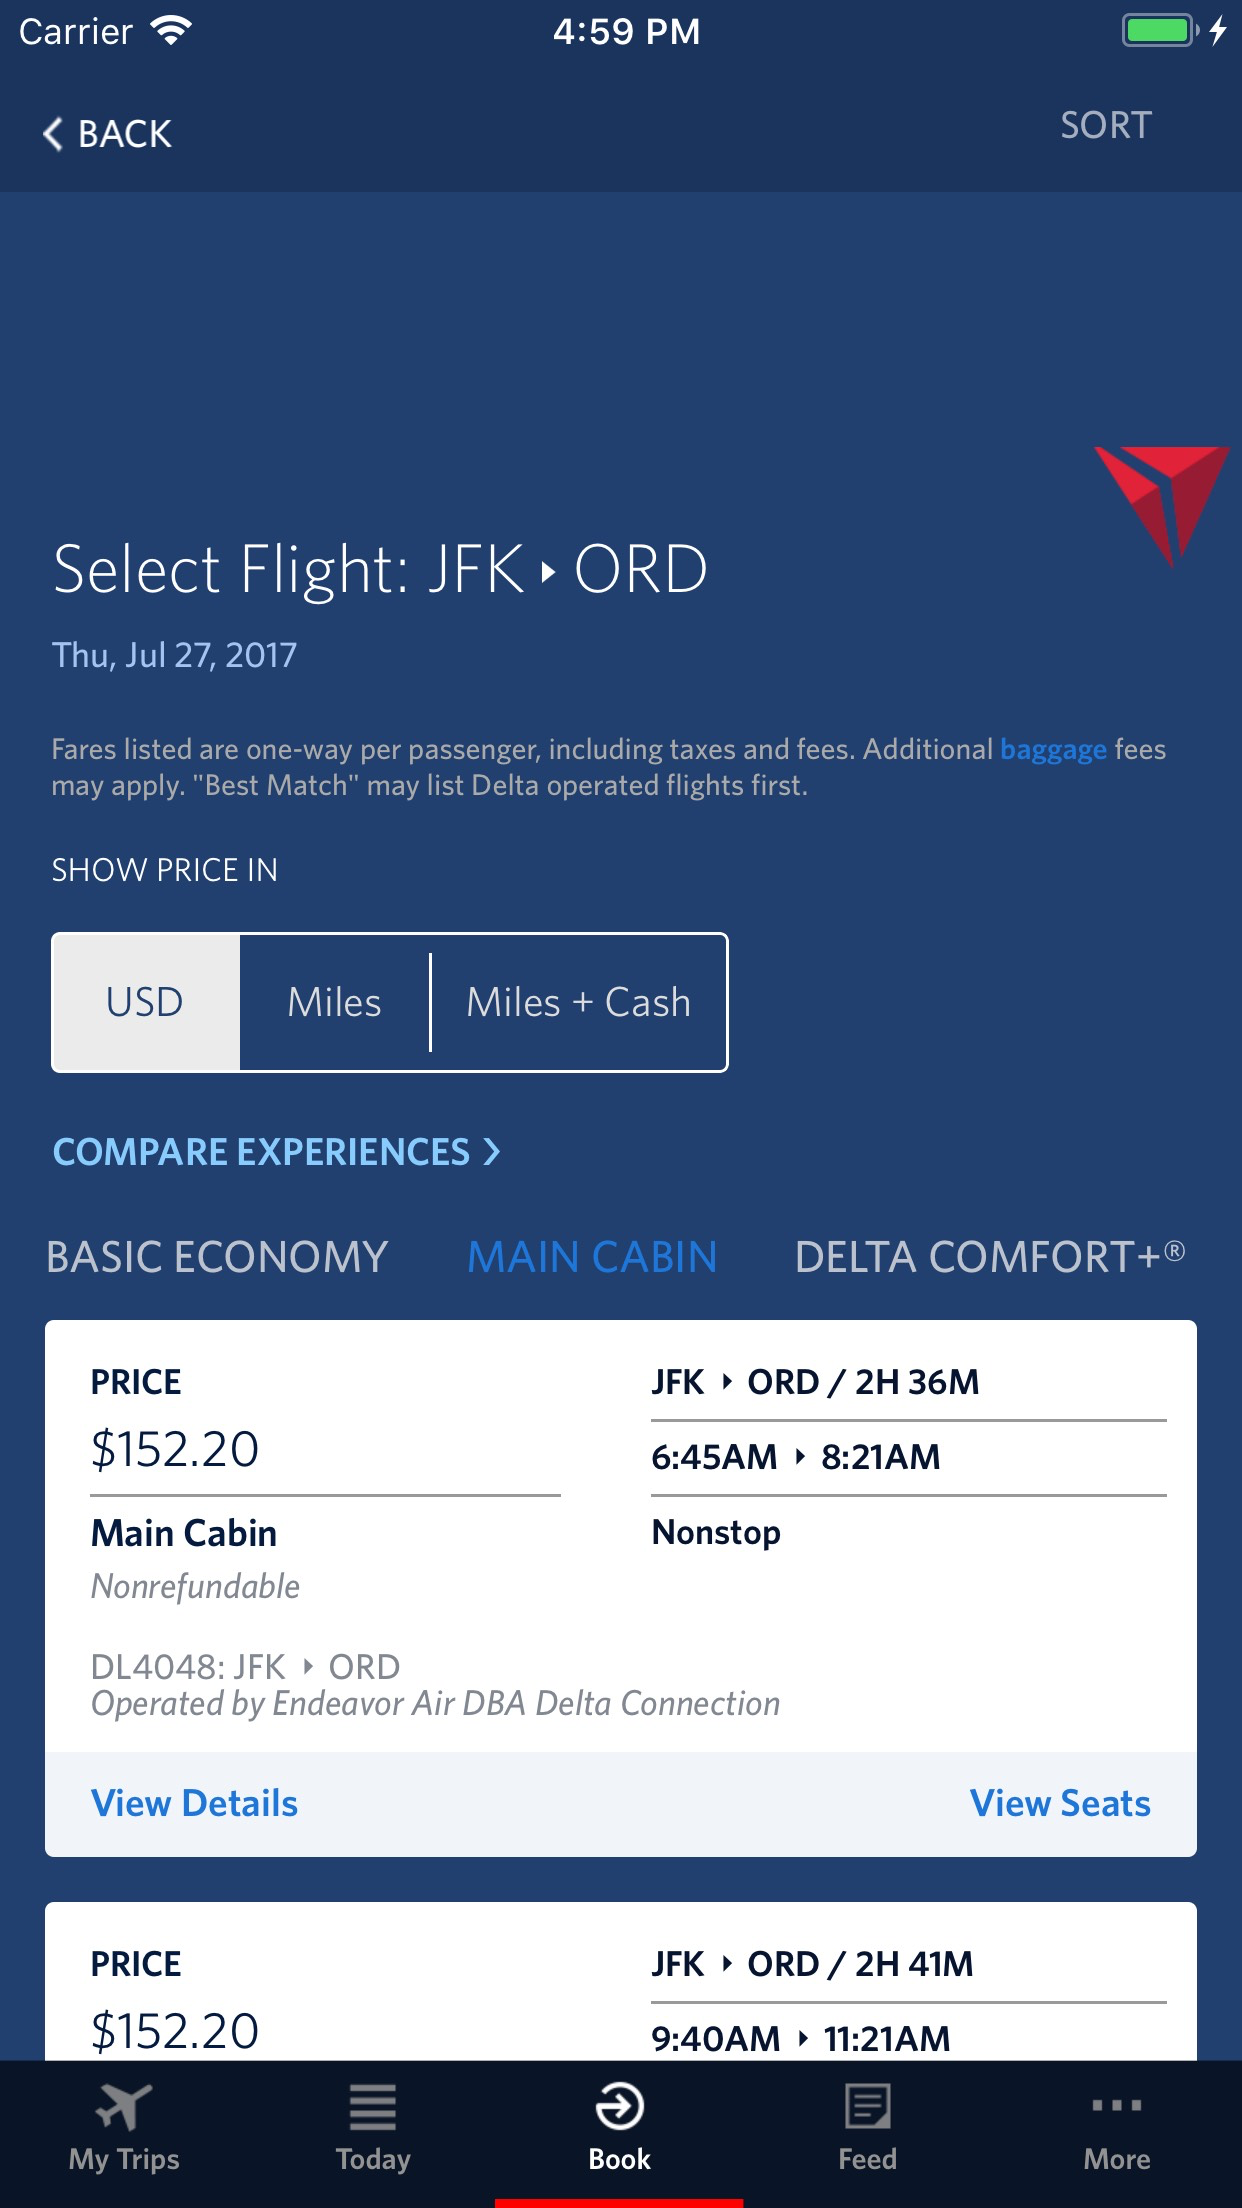 Carrier 4:59 PM
BACK SORT
Select Flight: JFK ▸ ORD
Thu, Jul 27, 2017
Fares listed are one-way per passenger, including taxes and fees. Additional baggage fees
may apply. "Best Match" may list Delta operated flights first.
SHOW PRICE IN
USD Miles Miles + Cash
COMPARE EXPERIENCES
BASIC ECONOMY MAIN CABIN DELTA COMFORT+®
PRICE
$152.20
Main Cabin
Nonrefundable
JFK ▸ ORD / 2H 36M
6:45AM ▸ 8:21AM
Nonstop
DL4048: JFK ▸ ORD
Operated by Endeavor Air DBA Delta Connection
View Details View Seats
PRICE
$152.20
JFK ▸ ORD / 2H 41M
9:40AM ▸ 11:21AM
My Trips Today Book Feed More